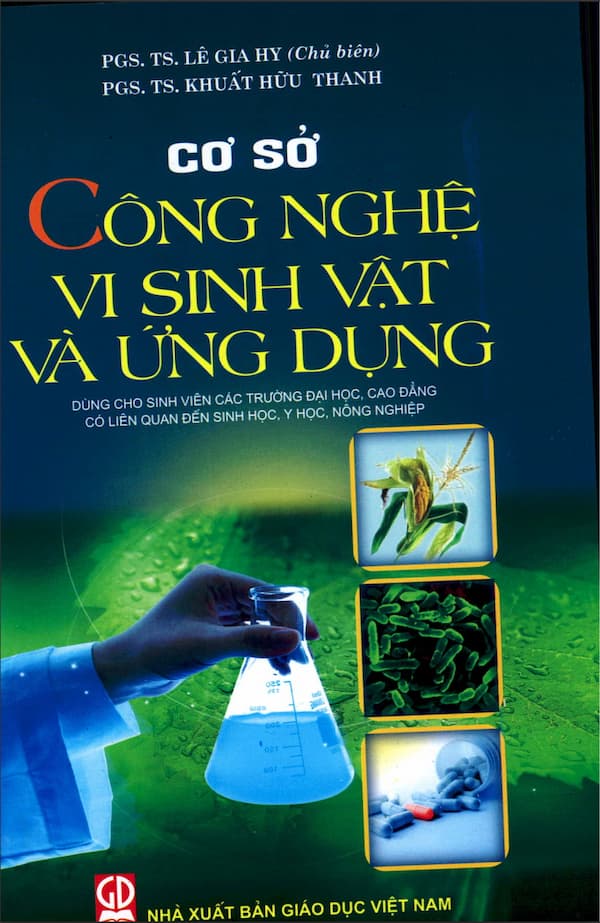 PGS. TS. LÊ GIA HY (Chủ biên)
PGS. TS. KHUẤT HỮU THANH
CƠ SỞ
CÔNG NGHỆ
VI SINH VẬT
VÀ ỨNG DỤNG
DÙNG CHO SINH VIÊN CÁC TRƯỜNG ĐẠI HỌC, CAO ĐẲNG
CÓ LIÊN QUAN ĐẾN SINH HỌC, Y HỌC, NÔNG NGHIỆP
GD
NHÀ XUẤT BẢN GIÁO DỤC VIỆT NAM